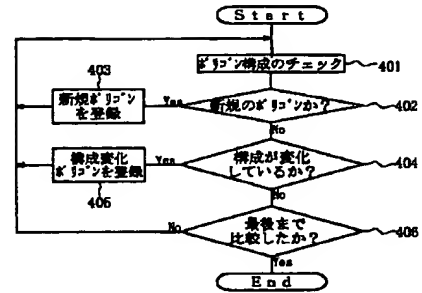 Start
ポリゴン構成のチェック
401
403
新規ポリゴン
を登録
Yes
新規のポリゴンか?
402
No
構成変化
ポリゴンを登録
405
Yes
構成が変化
しているか?
404
No
最後まで
比較したか?
406
No
Yes
End